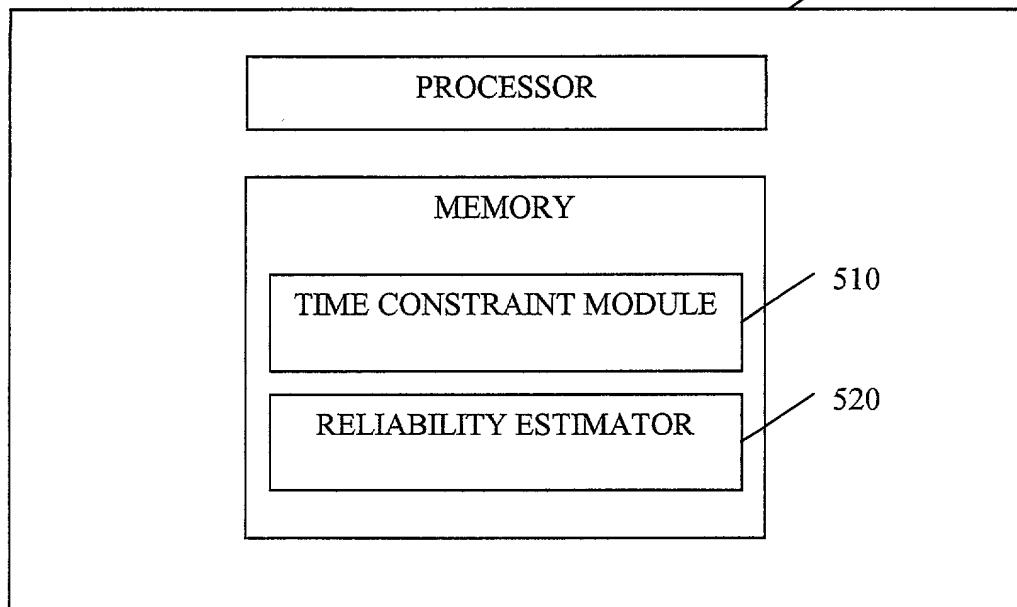 PROCESSOR
MEMORY
TIME CONSTRAINT MODULE
510
RELIABILITY ESTIMATOR
520